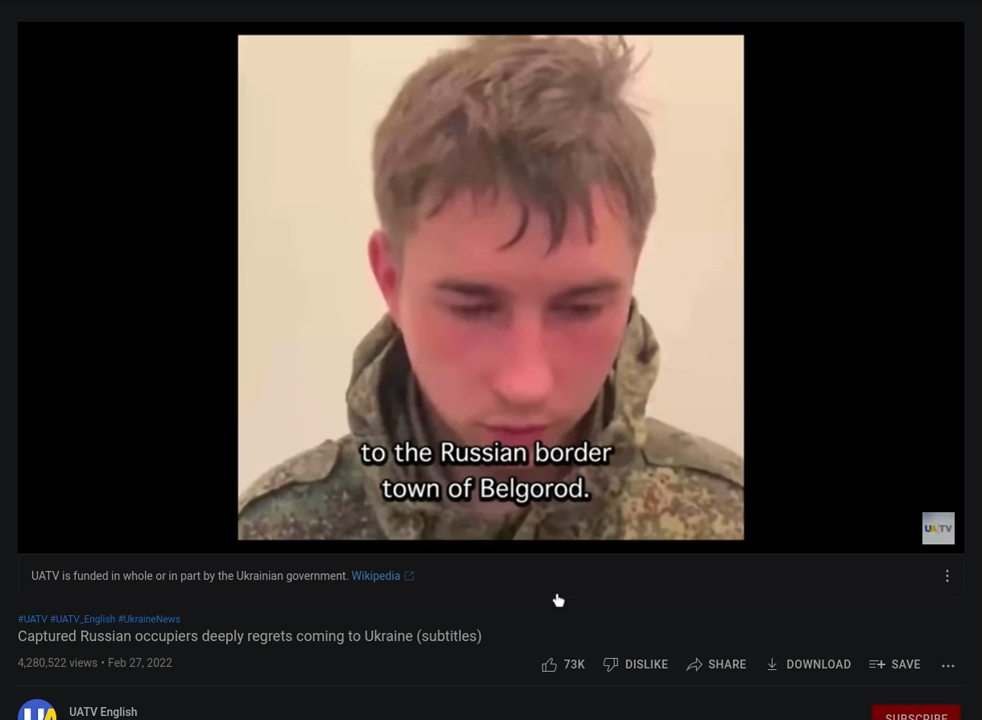 to the Russian border
town of Belgorod.
UATV
UATV is funded in whole or in part by the Ukrainian government. Wikipedia
#UATV #UATV_English #UkraineNews
Captured Russian occupiers deeply regrets coming to Ukraine (subtitles)
4,280,522 views • Feb 27, 2022
73K DISLIKE SHARE DOWNLOAD SAVE
UA
UATV English
SUBSCRIBE